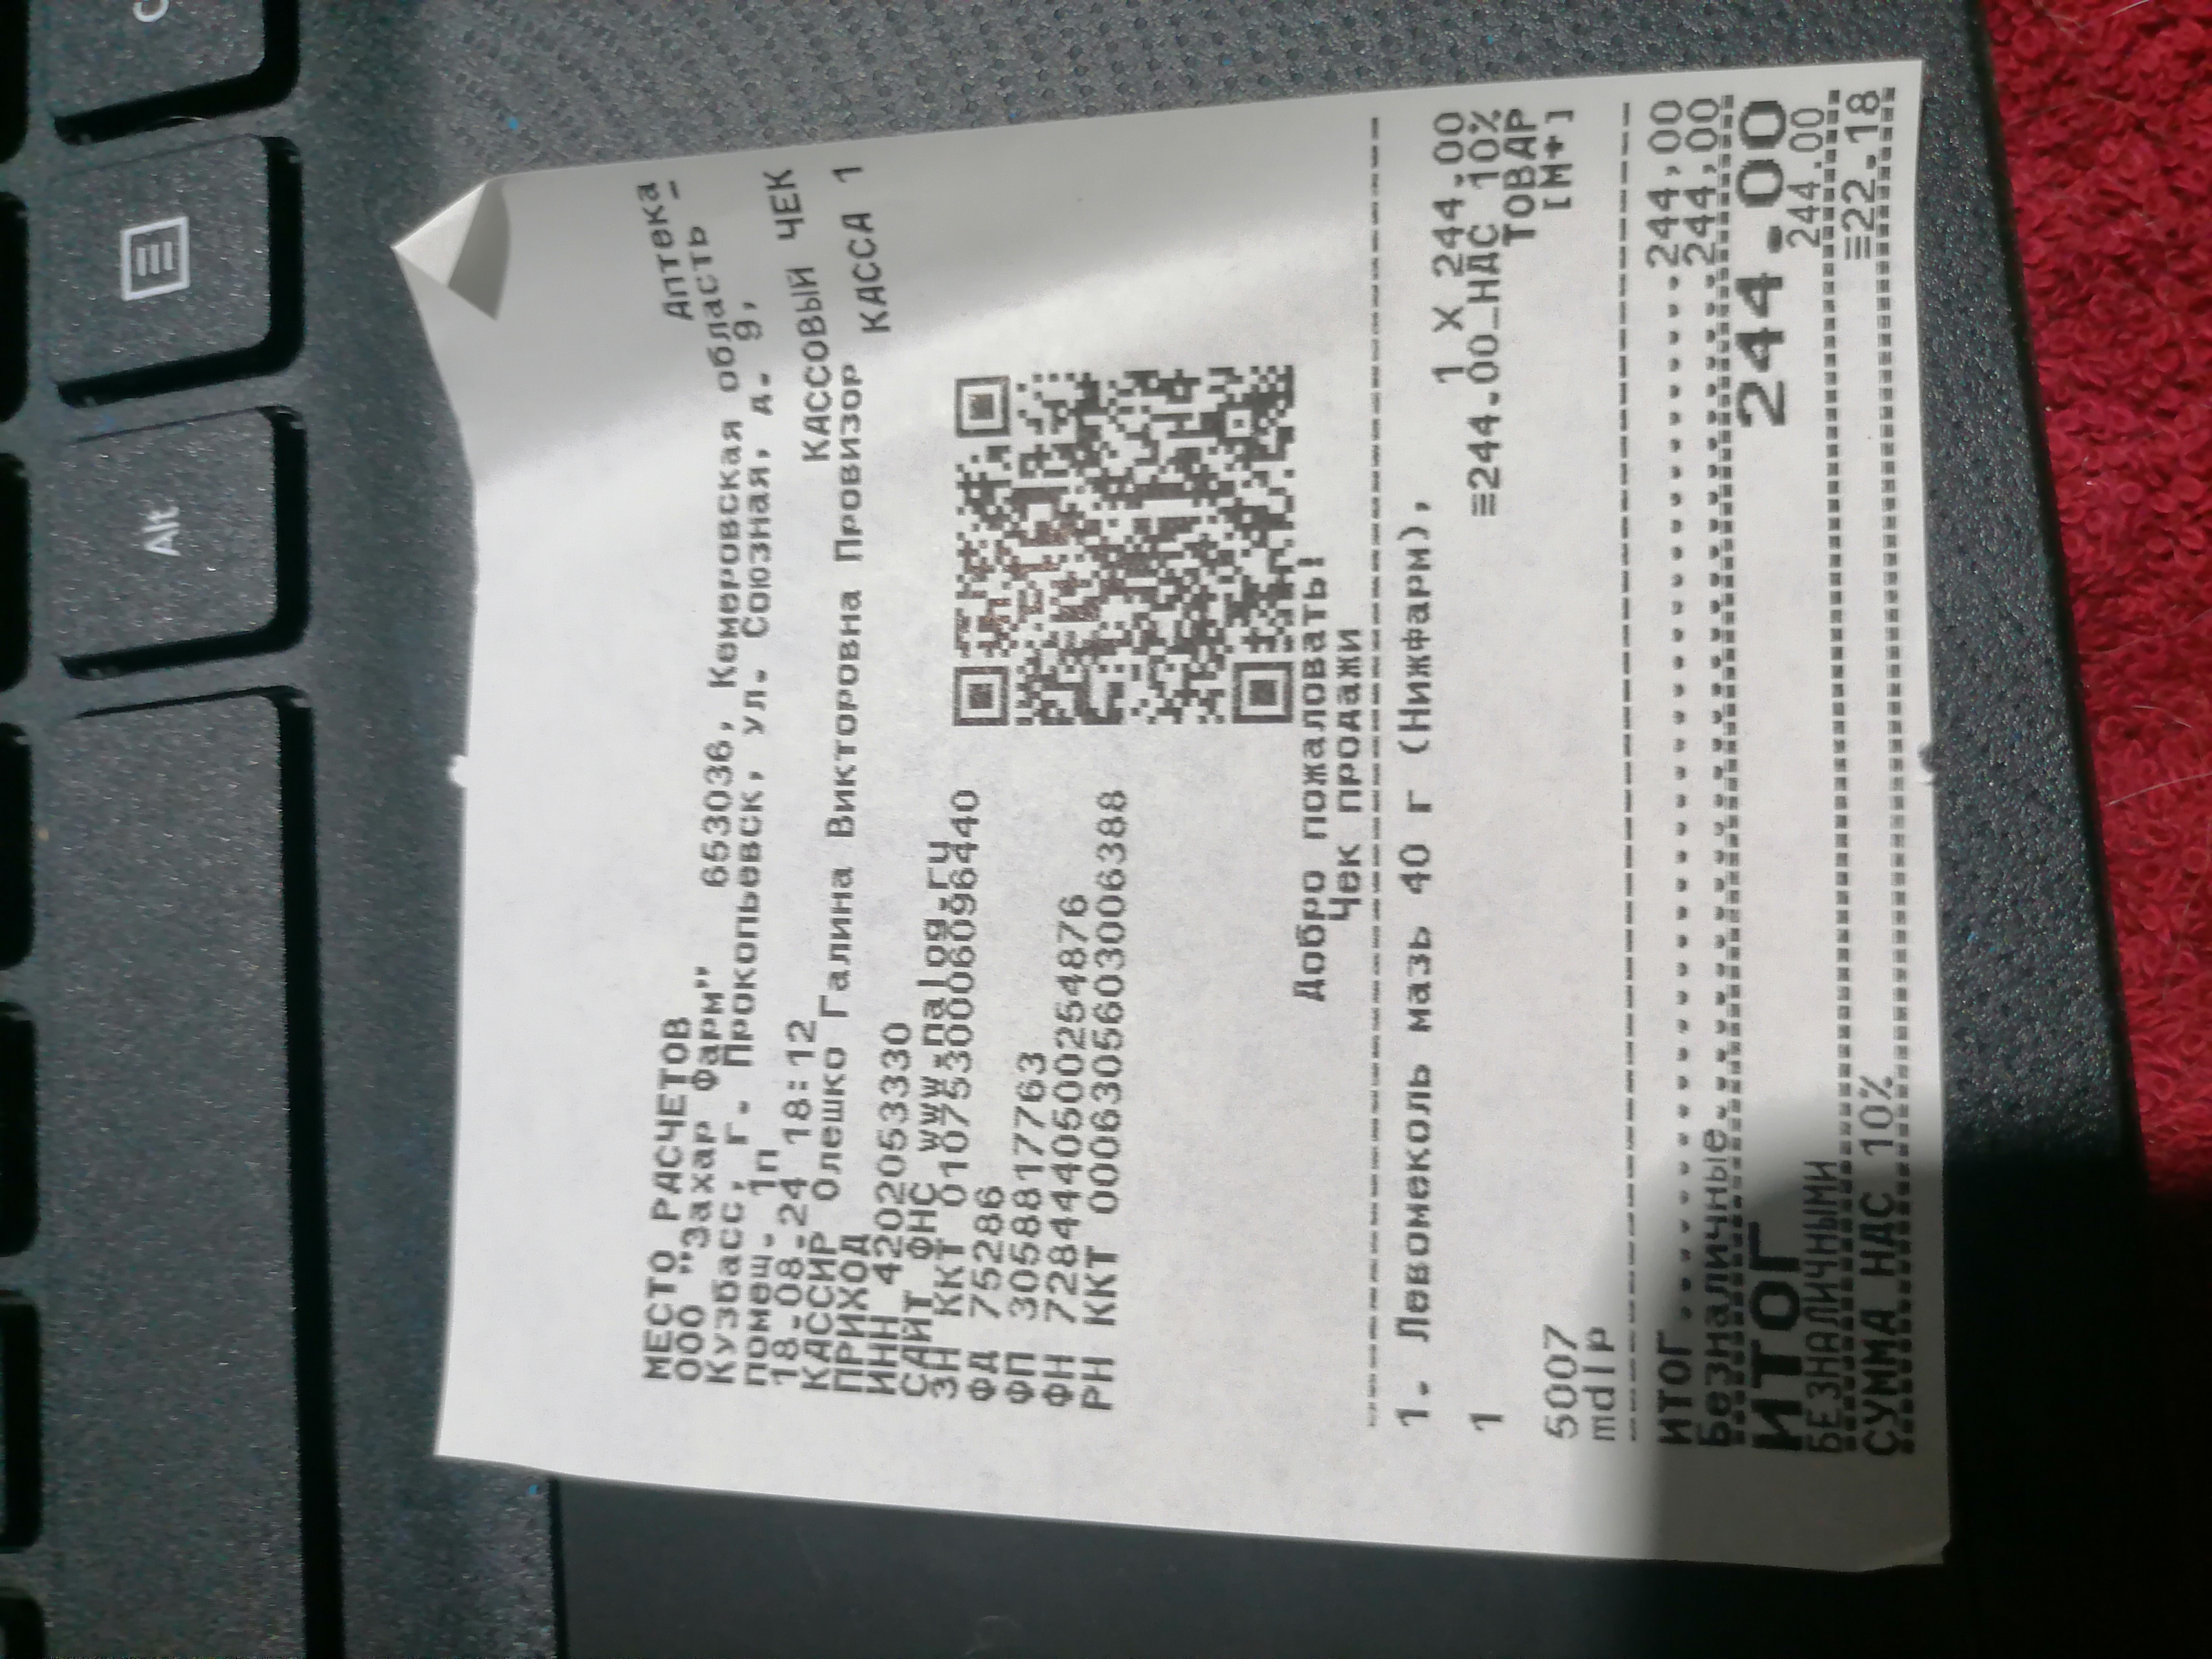 Alt
МЕСТО РАСЧЕТОВ Аптека -
ООО "Захар Фарм" 653036, Кемеровская область
Кузбасс, г. Прокопьевск, ул. Союзная, д. 9,
помещ. 1п
18.08.24 18:12 КАССОВЫЙ ЧЕК
КАССИР Олешко Галина Викторовна Провизор
ПРИХОД КАССА 1
ИНН 4202053330
САЙТ ФНС www.nalog.ru
ЗН ККТ 01075300066096440
ФД 75286
ФП 3058817763
ФН 7284440500254876
РН ККТ 0006305603006388
Добро пожаловать!
Чек продажи
1. Левомеколь мазь 40 г (Нижфарм),
1 X 244.00
1 ≡244.00_НДС 10%
ТОВАР
5007 [M+]
mdlp
ИТОГ 244,00
Безналичные 244,00
ИТОГ 244.00
БЕЗНАЛИЧНЫМИ 244.00
СУММА НДС 10% ≡22.18